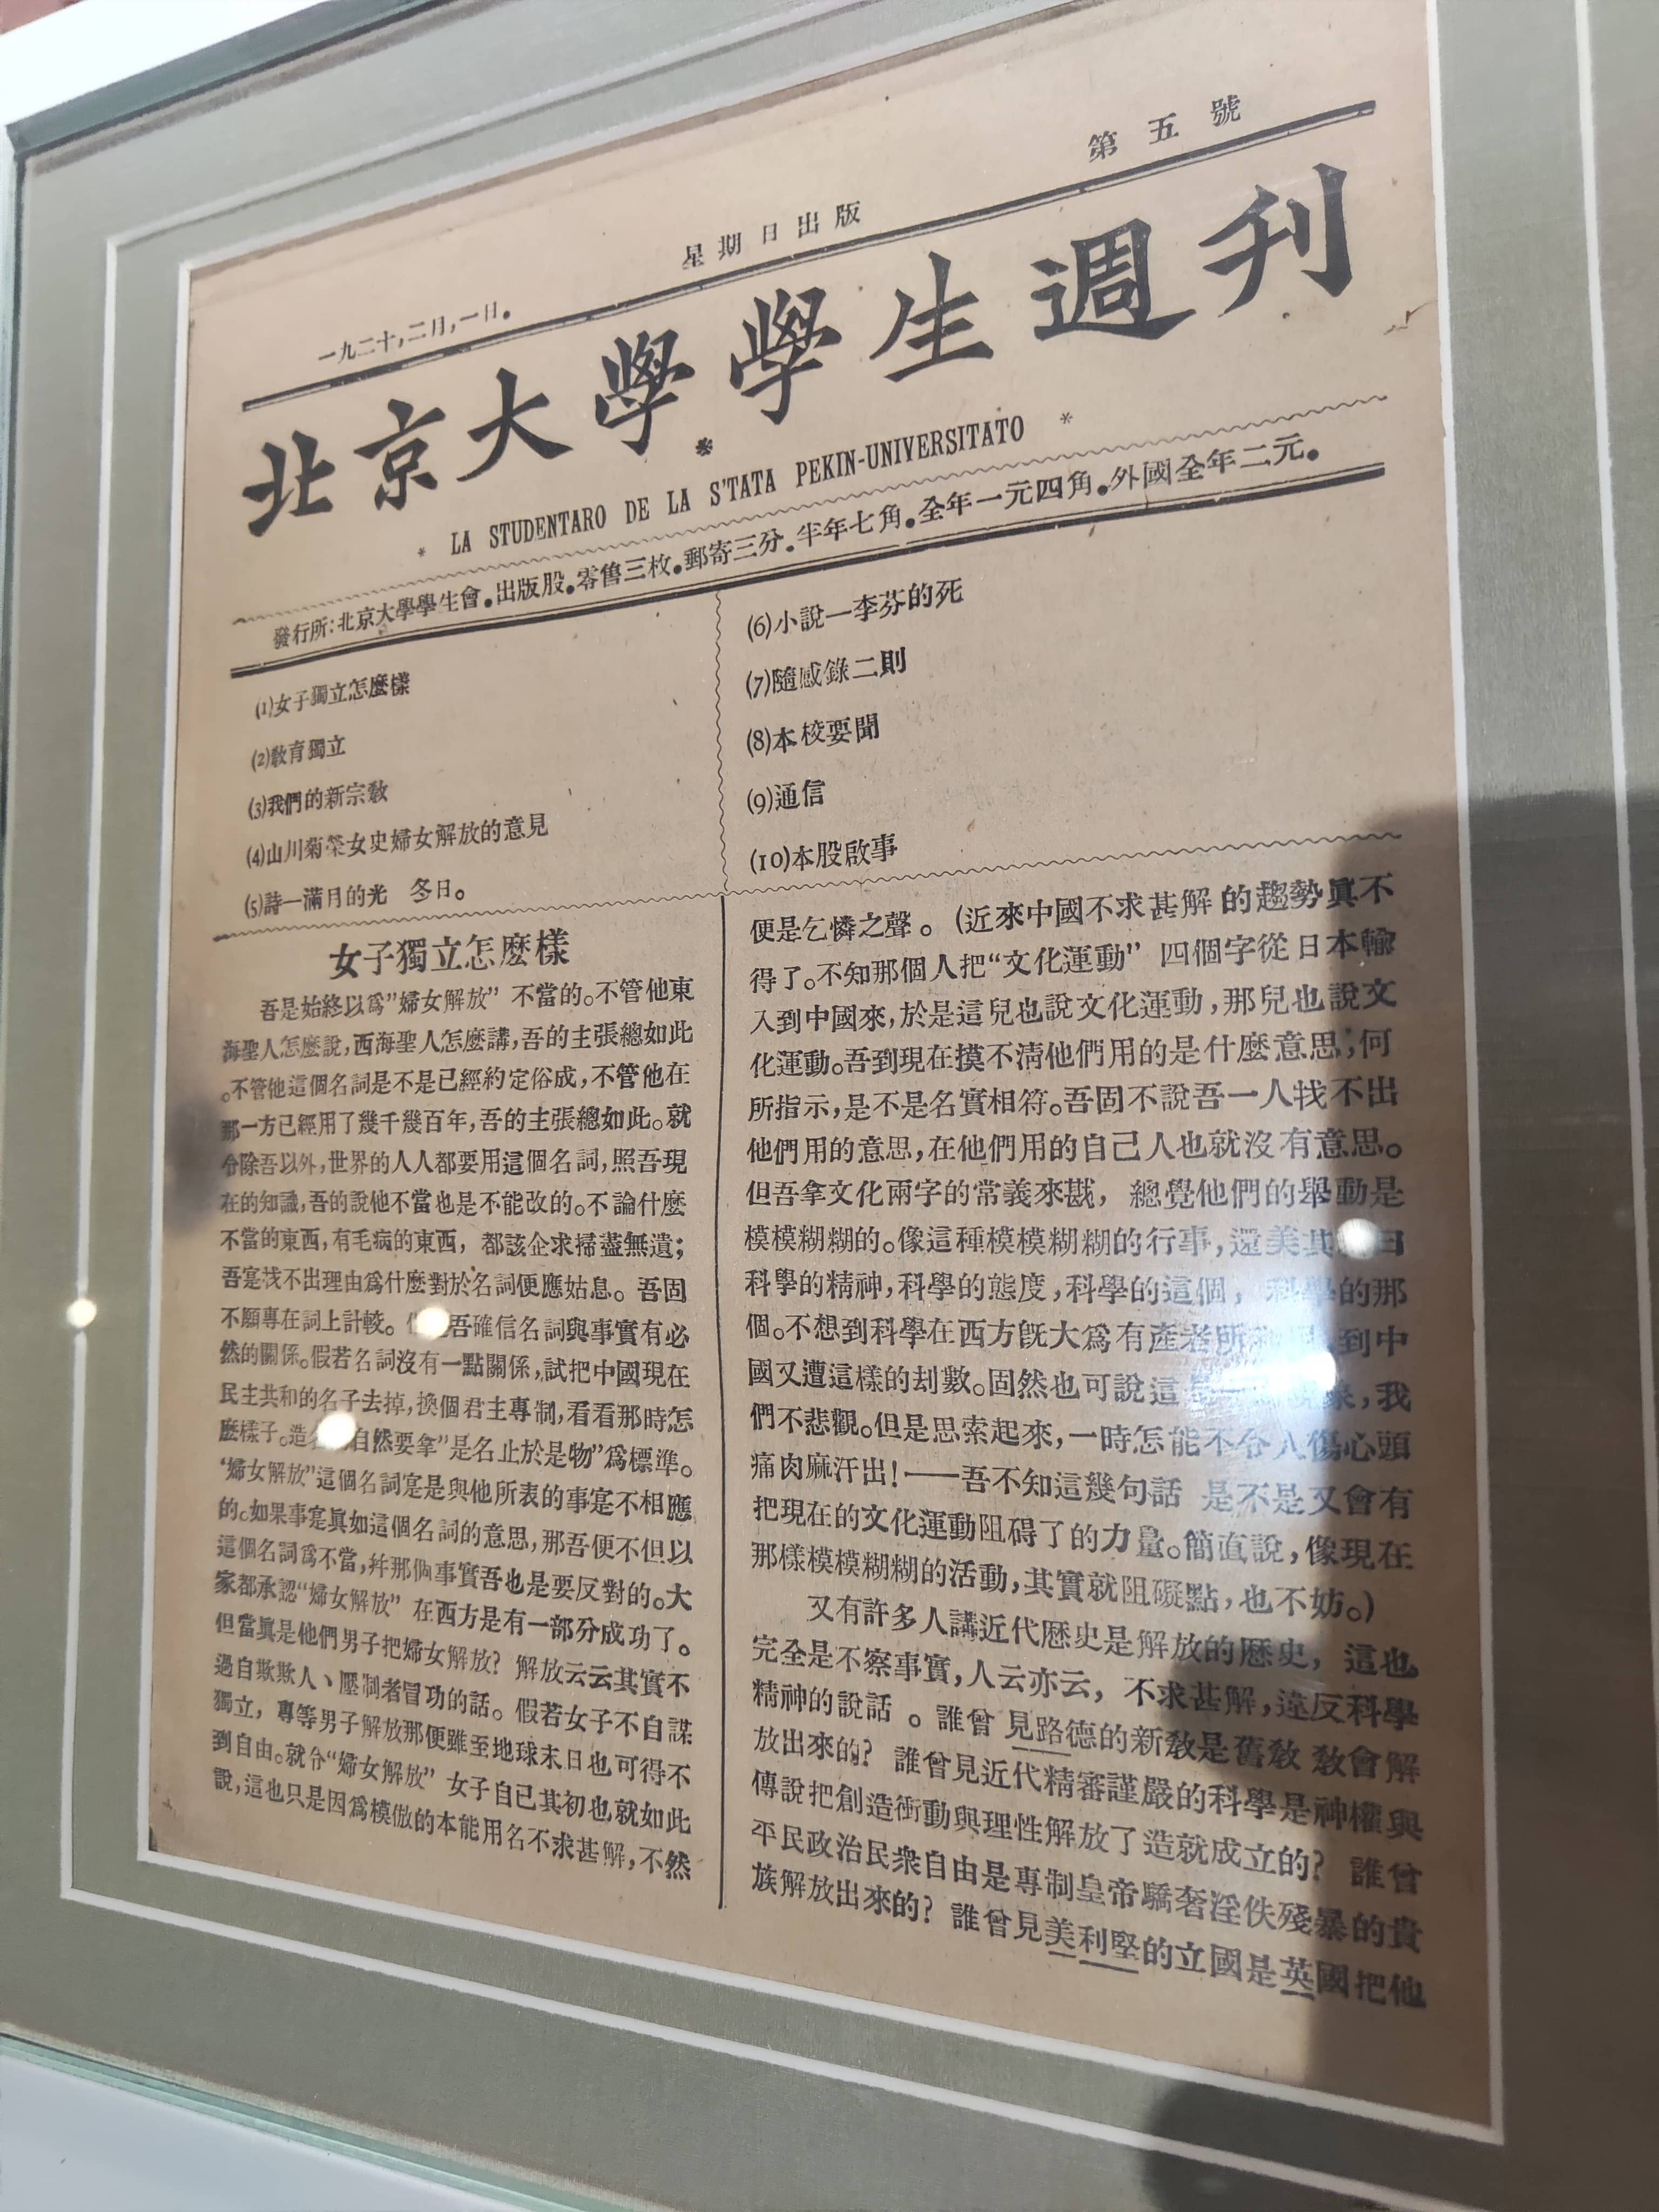 第五號
星期日出版
一九二十，二月，一日。
北京大學學生週刊
* LA STUDENTARO DE LA S'TATA PEKIN-UNIVERSITATO *
發行所：北京大學學生會。出版股。零售三枚。郵寄三分。半年七角。全年一元四角。外國全年二元。
(1)女子獨立怎麼樣
(2)敎育獨立
(3)我們的新宗敎
(4)山川菊榮女史婦女解放的意見
(5)詩—滿月的光　冬日。
(6)小說—李芬的死
(7)隨感錄二則
(8)本校要聞
(9)通信
(10)本股啟事
女子獨立怎麼樣
吾是始終以爲”婦女解放” 不當的。不管他東
海聖人怎麼說，西海聖人怎麼講，吾的主張總如此
。不管他這個名詞是不是已經約定俗成，不管他在
那一方已經用了幾千幾百年，吾的主張總如此。就
令除吾以外，世界的人人都要用這個名詞，照吾現
在的知識，吾的說他不當也是不能改的。不論什麼
不當的東西，有毛病的東西， 都該企求掃盡無遺；
吾寔找不出理由爲什麼對於名詞便應姑息。 吾固
不願專在詞上計較。 吾確信名詞與事實有必
然的關係。假若名詞沒有一點關係，試把中國現在
民主共和的名子去掉，換個君主專制，看看那時怎
麼樣子。造名 自然要拿”是名止於是物”爲標準。
“婦女解放”這個名詞寔是與他所表的事寔不相應
的。如果事寔眞如這個名詞的意思，那吾便不但以
這個名詞爲不當，幷那個事實吾也是要反對的。大
家都承認“婦女解放” 在西方是有一部分成功了。
但當眞是他們男子把婦女解放？ 解放云云其實不
過自欺欺人、壓制者冒功的話。 假若女子不自謀
獨立， 專等男子解放那便雖至地球末日也可得不
到自由。就令“婦女解放” 女子自己其初也就如此
說，這也只是因爲模倣的本能用名不求甚解，不然
便是乞憐之聲。 (近來中國不求甚解的趨勢眞不
得了。不知那個人把“文化運動” 四個字從日本輸
入到中國來，於是這兒也說文化運動，那兒也說文
化運動。吾到現在摸不清他們用的是什麼意思，何
所指示，是不是名實相符。吾固不說吾一人找不出
他們用的意思，在他們用的自己人也就沒有意思。
但吾拿文化兩字的常義來戡， 總覺他們的舉動是
模模糊糊的。像這種模模糊糊的行事，還美其 曰
科學的精神，科學的態度，科學的這個， 科學的那
個。不想到科學在西方旣大爲有產者所 到中
國又遭這樣的刦數。固然也可說這 象，我
們不悲觀。但是思索起來，一時怎能不令人傷心頭
痛肉麻汗出！——吾不知這幾句話 是不是又會有
把現在的文化運動阻碍了的力量。簡直說，像現在
那樣模模糊糊的活動，其實就阻礙點，也不妨。)
又有許多人講近代歷史是解放的歷史， 這也
完全是不察事實，人云亦云， 不求甚解，違反科學
精神的說話 。 誰曾見路德的新敎是舊敎敎會解
放出來的？ 誰曾見近代精審謹嚴的科學是神權與
傳說把創造衝動與理性解放了造就成立的？ 誰曾
平民政治民衆自由是專制皇帝驕奢淫佚殘暴的貴
族解放出來的？ 誰曾見美利堅的立國是英國把他